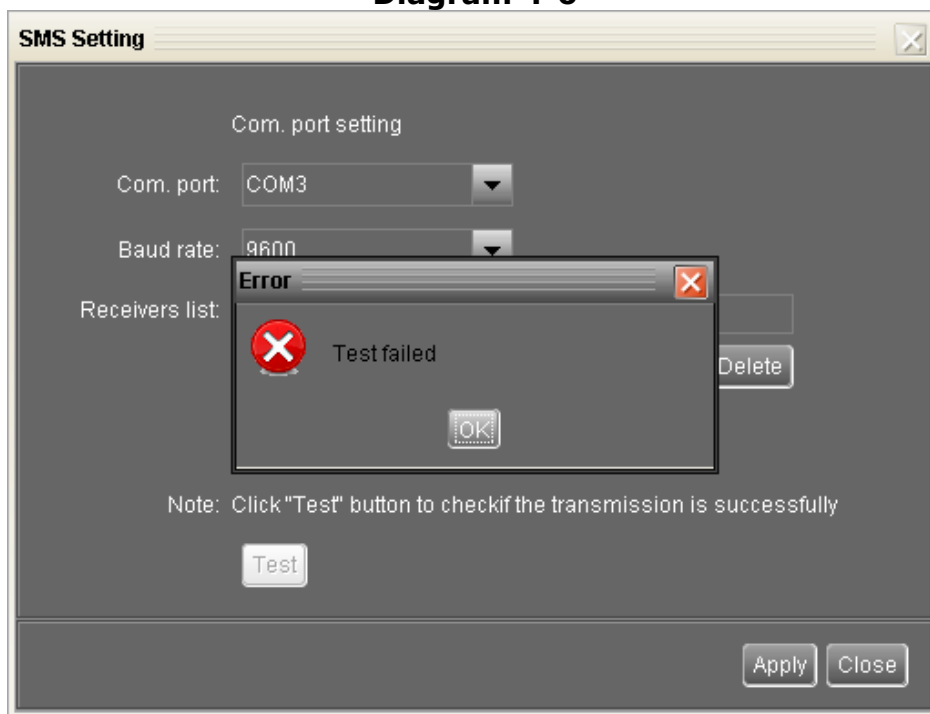 SMS Setting
Com. port setting
Com. port: COM3
Baud rate: 9600
Error
Receivers list:
Test failed
Delete
OK
Note: Click "Test" button to checkif the transmission is successfully
Test
Apply Close